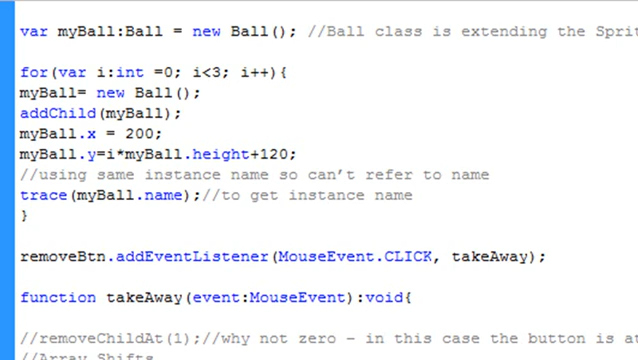 var myBall:Ball = new Ball(); //Ball class is extending the
for(var i:int =0; i<3; i++){
myBall= new Ball();
addChild(myBall);
myBall.x = 200;
myBall.y=i*myBall.height+120;
//using same instance name so can't refer to name
trace(myBall.name);//to get instance name
}
removeBtn.addEventListener(MouseEvent.CLICK, takeAway);
function takeAway(event:MouseEvent):void{
//removeChildAt(1);//why not zero - in this case the button is at
//Array Shifts